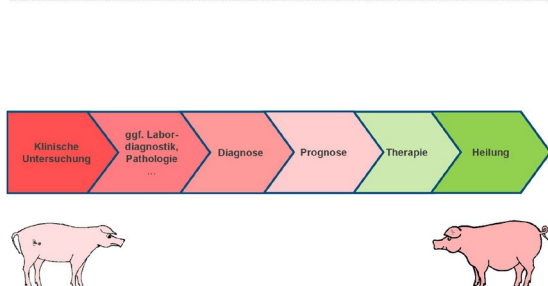 Klinische
Untersuchung
ggf. Labor-
diagnostik,
Pathologie
...
Diagnose
Prognose
Therapie
Heilung